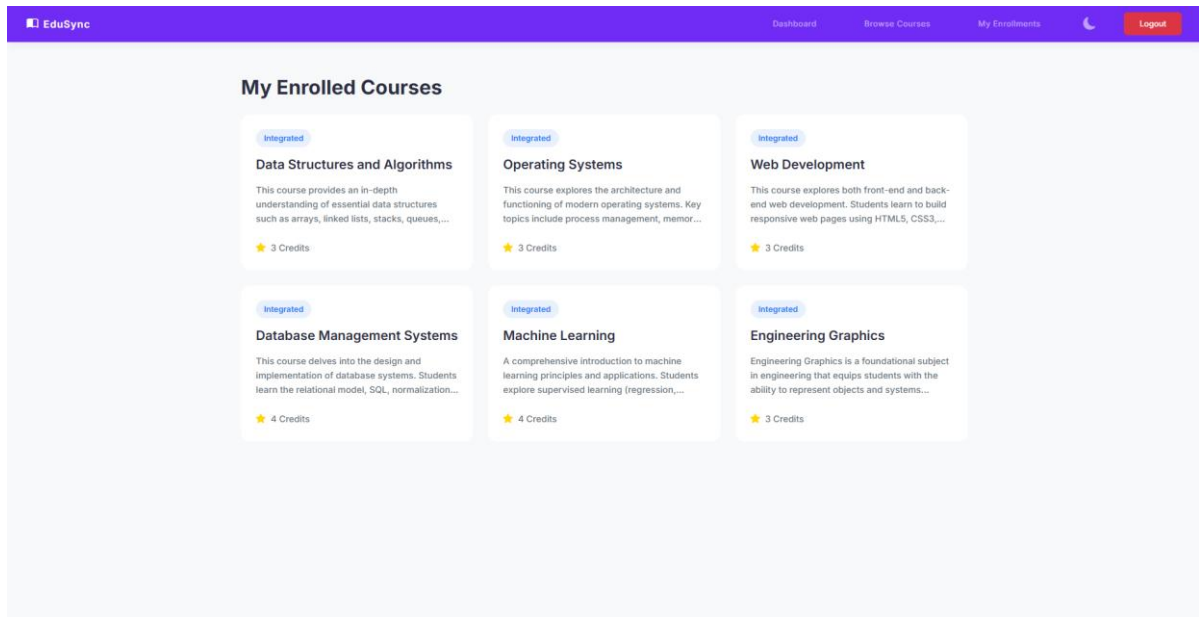 EduSync
Dashboard
Browse Courses
My Enrollments
Logout
My Enrolled Courses
Integrated
Data Structures and Algorithms
This course provides an in-depth
understanding of essential data structures
such as arrays, linked lists, stacks, queues,...
3 Credits
Integrated
Operating Systems
This course explores the architecture and
functioning of modern operating systems. Key
topics include process management, memor...
3 Credits
Integrated
Web Development
This course explores both front-end and back-
end web development. Students learn to build
responsive web pages using HTML5, CSS3,...
3 Credits
Integrated
Database Management Systems
This course delves into the design and
implementation of database systems. Students
learn the relational model, SQL, normalization...
4 Credits
Integrated
Machine Learning
A comprehensive introduction to machine
learning principles and applications. Students
explore supervised learning (regression,...
4 Credits
Integrated
Engineering Graphics
Engineering Graphics is a foundational subject
in engineering that equips students with the
ability to represent objects and systems...
3 Credits